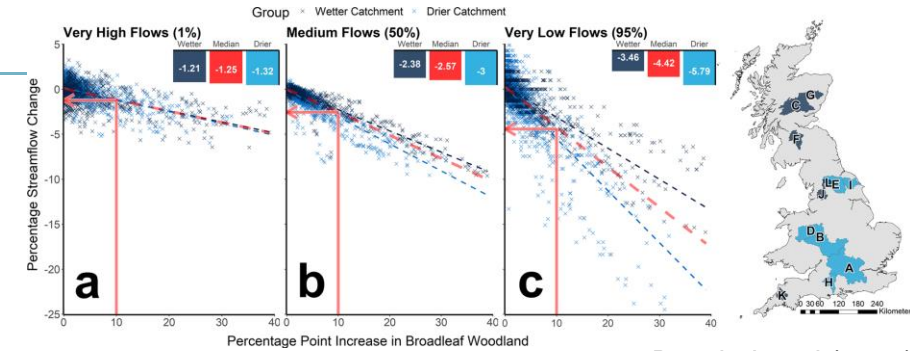 Group × Wetter Catchment × Drier Catchment
Very High Flows (1%)
Wetter Median Drier
-1.21 -1.25 -1.32
Medium Flows (50%)
Wetter Median Drier
-2.38 -2.57 -3
Very Low Flows (95%)
Wetter Median Drier
-3.46 -4.42 -5.79
Percentage Streamflow Change
5
0
-5
-10
-15
-20
-25
a
b
c
0 10 20 30 40
0 10 20 30 40
0 10 20 30 40
Percentage Point Increase in Broadleaf Woodland
G
C
F
L E I
J
D
B
A
H
K
0 30 60 120 180 240
Kilometer